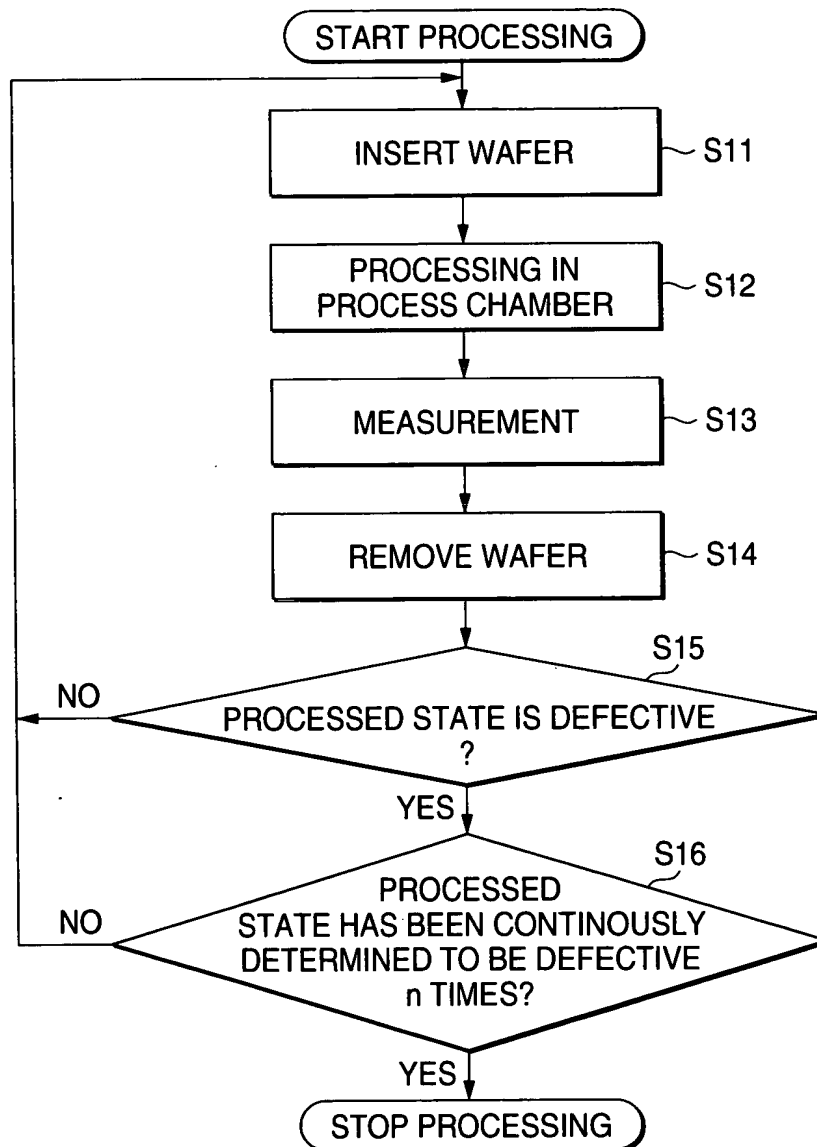 START PROCESSING
INSERT WAFER
S11
PROCESSING IN
PROCESS CHAMBER
S12
MEASUREMENT
S13
REMOVE WAFER
S14
S15
NO
PROCESSED STATE IS DEFECTIVE
?
YES
S16
NO
PROCESSED
STATE HAS BEEN CONTINOUSLY
DETERMINED TO BE DEFECTIVE
n TIMES?
YES
STOP PROCESSING